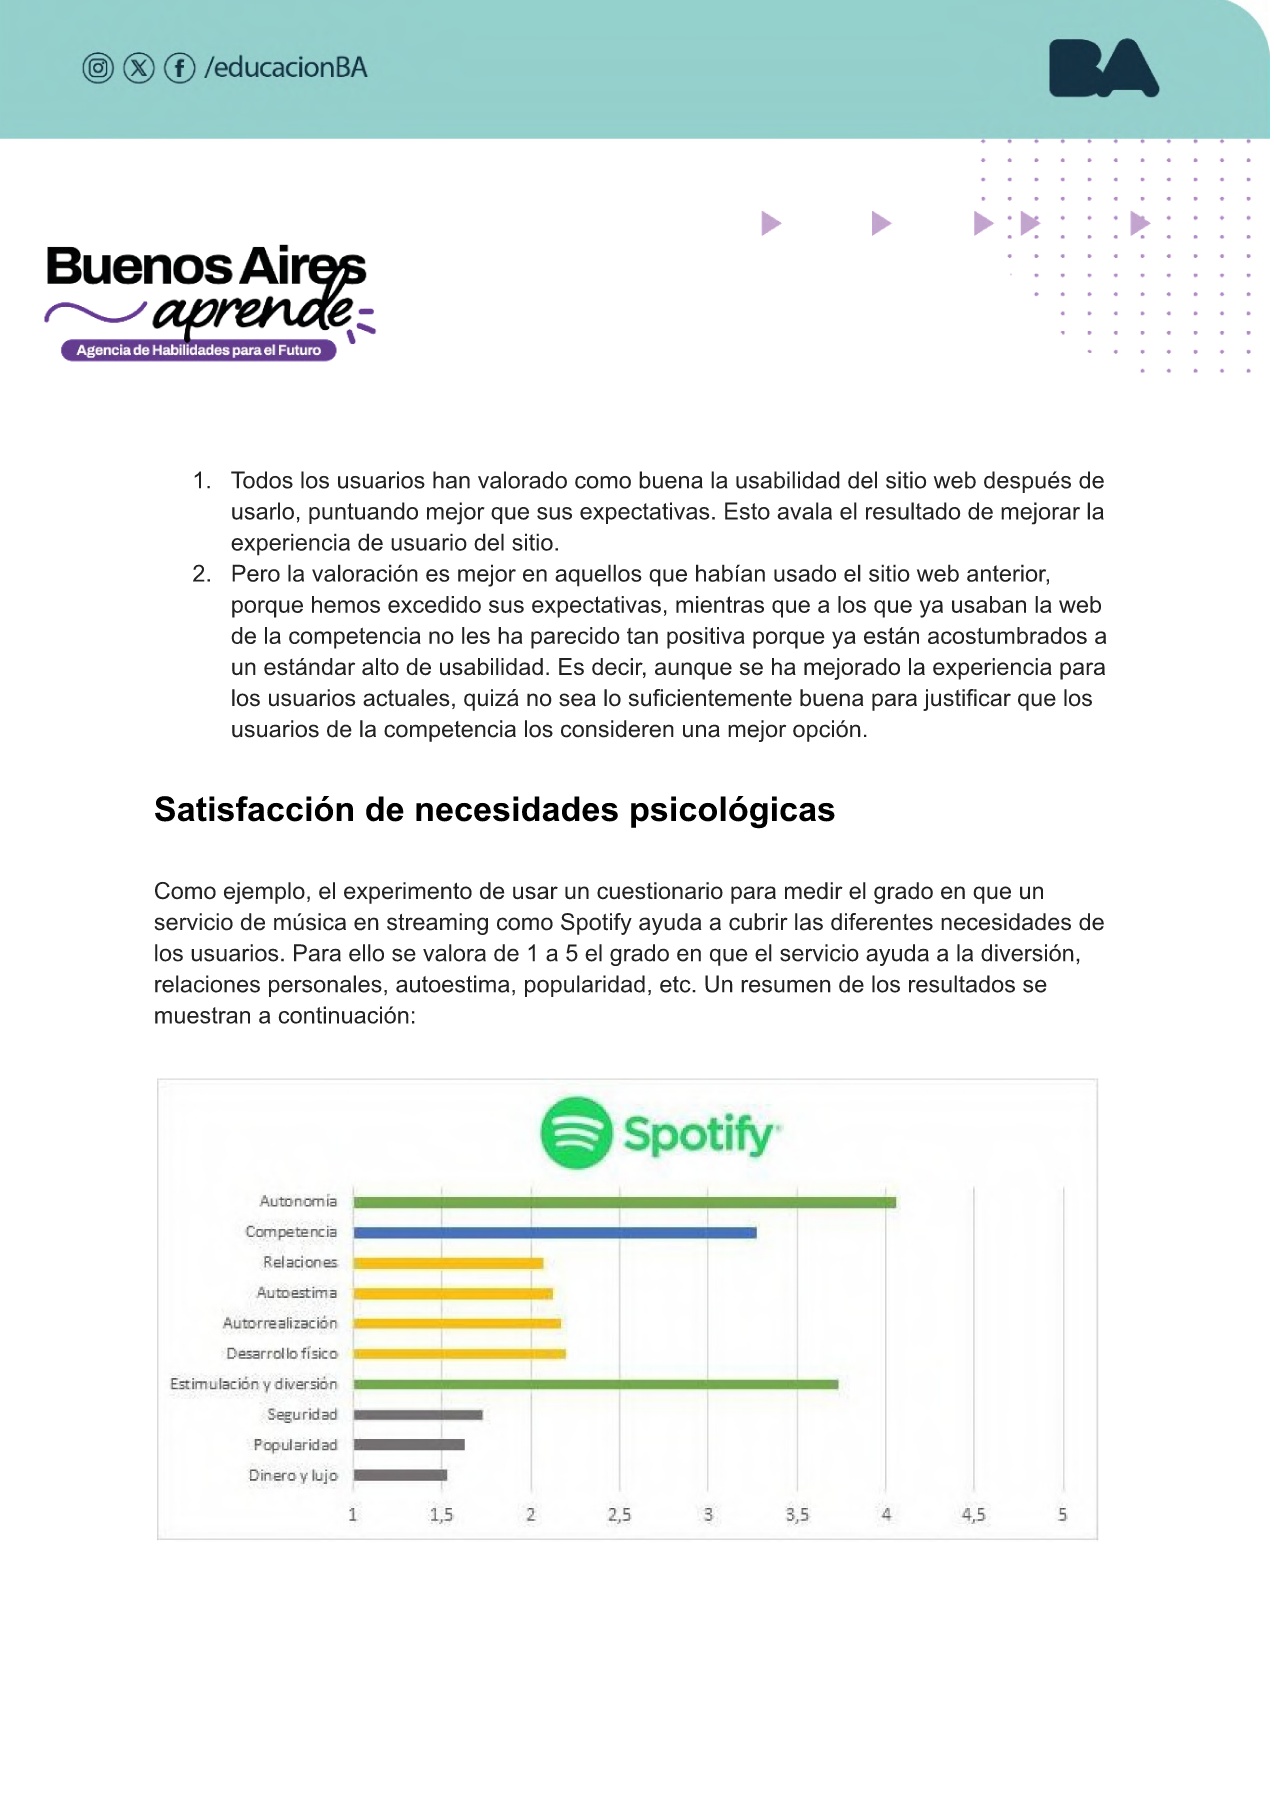 /educacionBA
BA
Buenos Aires
aprende
Agencia de Habilidades para el Futuro
1. Todos los usuarios han valorado como buena la usabilidad del sitio web después de
usarlo, puntuando mejor que sus expectativas. Esto avala el resultado de mejorar la
experiencia de usuario del sitio.
2. Pero la valoración es mejor en aquellos que habían usado el sitio web anterior,
porque hemos excedido sus expectativas, mientras que a los que ya usaban la web
de la competencia no les ha parecido tan positiva porque ya están acostumbrados a
un estándar alto de usabilidad. Es decir, aunque se ha mejorado la experiencia para
los usuarios actuales, quizá no sea lo suficientemente buena para justificar que los
usuarios de la competencia los consideren una mejor opción.
Satisfacción de necesidades psicológicas
Como ejemplo, el experimento de usar un cuestionario para medir el grado en que un
servicio de música en streaming como Spotify ayuda a cubrir las diferentes necesidades de
los usuarios. Para ello se valora de 1 a 5 el grado en que el servicio ayuda a la diversión,
relaciones personales, autoestima, popularidad, etc. Un resumen de los resultados se
muestran a continuación:
Spotify
Autonomía
Competencia
Relaciones
Autoestima
Autorrealización
Desarrollo físico
Estimulación y diversión
Seguridad
Popularidad
Dinero y lujo
1 1,5 2 2,5 3 3,5 4 4,5 5